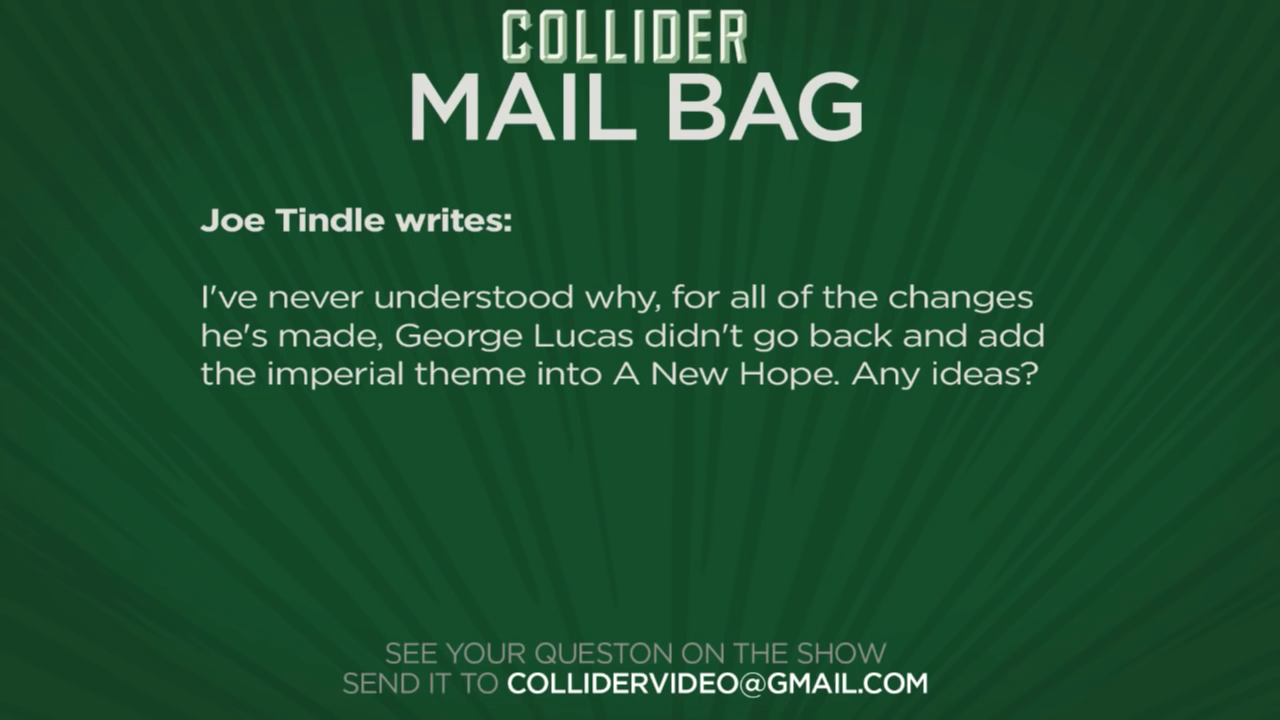 COLLIDER
MAIL BAG
Joe Tindle writes:
I've never understood why, for all of the changes
he's made, George Lucas didn't go back and add
the imperial theme into A New Hope. Any ideas?
SEE YOUR QUESTON ON THE SHOW
SEND IT TO COLLIDERVIDEO@GMAIL.COM